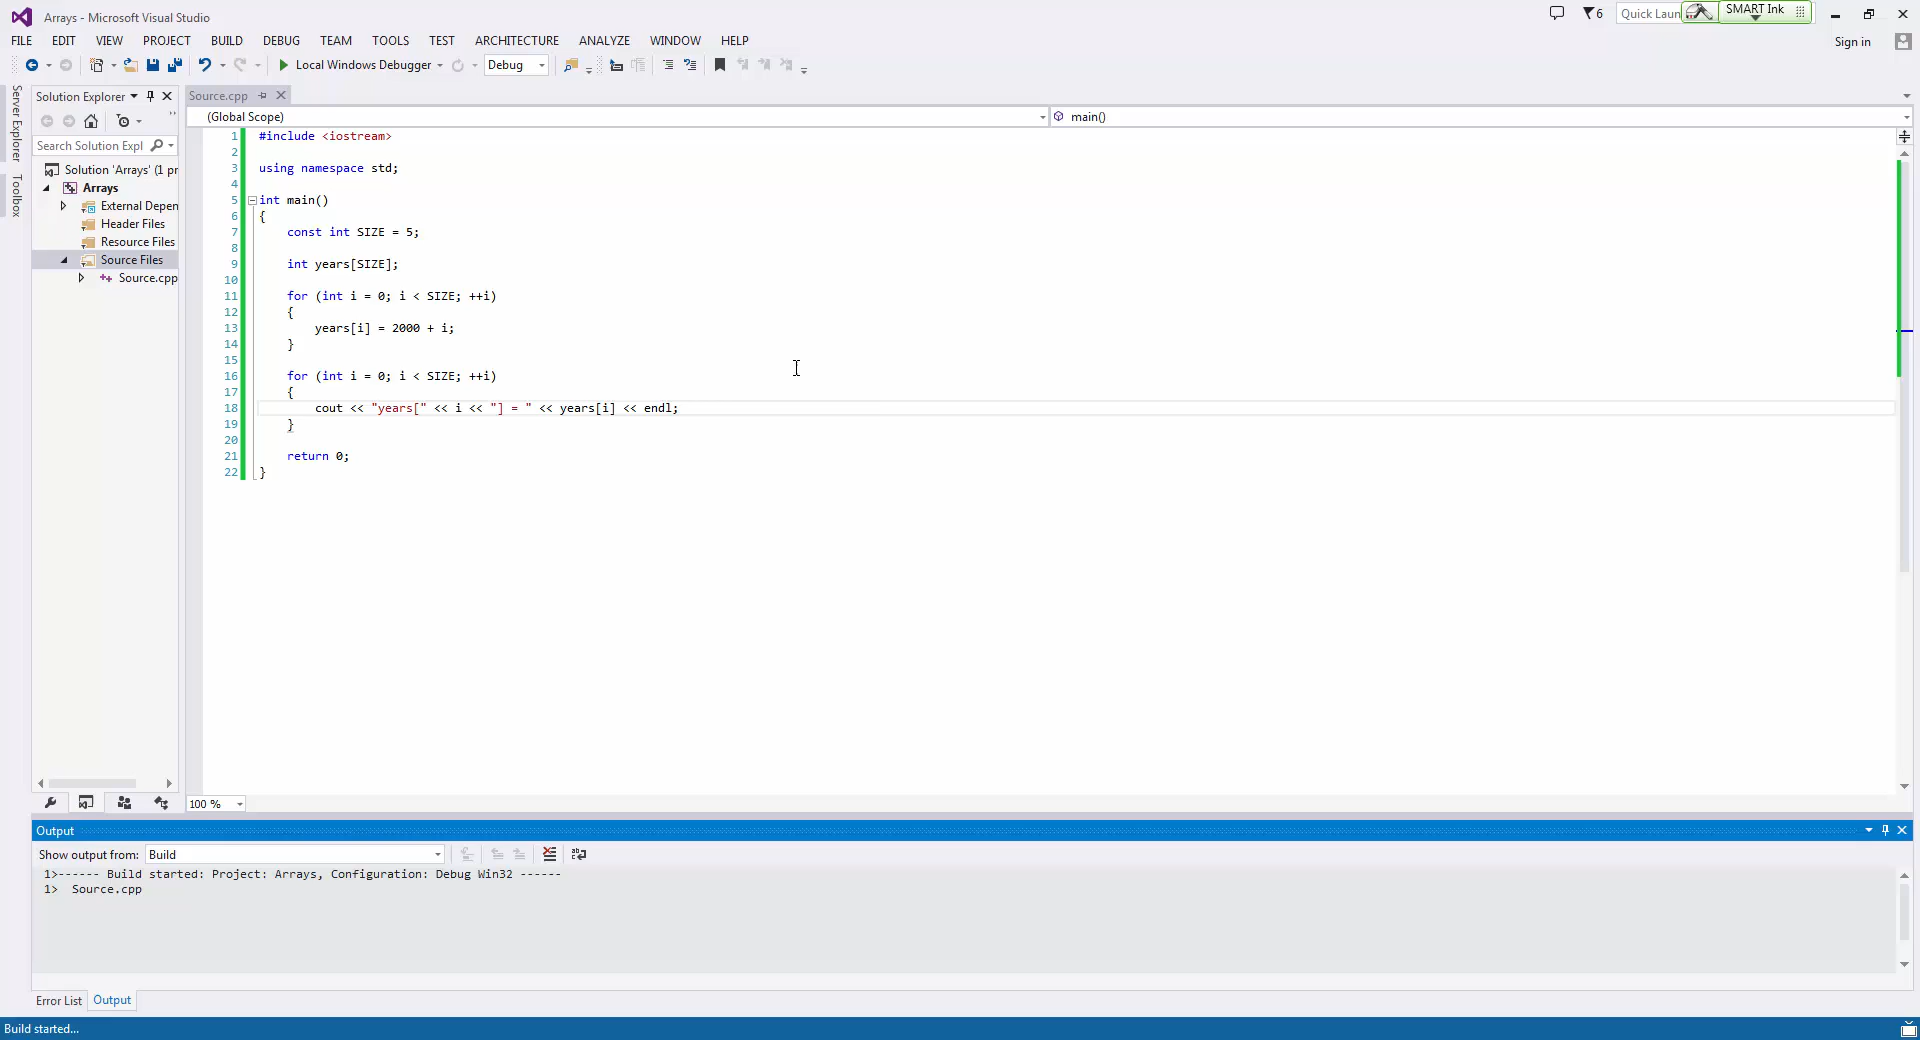 Arrays - Microsoft Visual Studio
6
Quick Laun
SMART Ink
FILE EDIT VIEW PROJECT BUILD DEBUG TEAM TOOLS TEST ARCHITECTURE ANALYZE WINDOW HELP
Sign in
Local Windows Debugger
Debug
Server Explorer
Toolbox
Solution Explorer
Search Solution Expl
Solution 'Arrays' (1 pr
Arrays
External Depen
Header Files
Resource Files
Source Files
Source.cpp
Source.cpp
(Global Scope)
main()
1 #include <iostream>
2
3 using namespace std;
4
5 int main()
6 {
7     const int SIZE = 5;
8
9     int years[SIZE];
10
11     for (int i = 0; i < SIZE; ++i)
12     {
13         years[i] = 2000 + i;
14     }
15
16     for (int i = 0; i < SIZE; ++i)
17     {
18         cout << "years[" << i << "] = " << years[i] << endl;
19     }
20
21     return 0;
22 }
100 %
Output
Show output from: Build
1>------ Build started: Project: Arrays, Configuration: Debug Win32 ------
1>  Source.cpp
Error List Output
Build started...